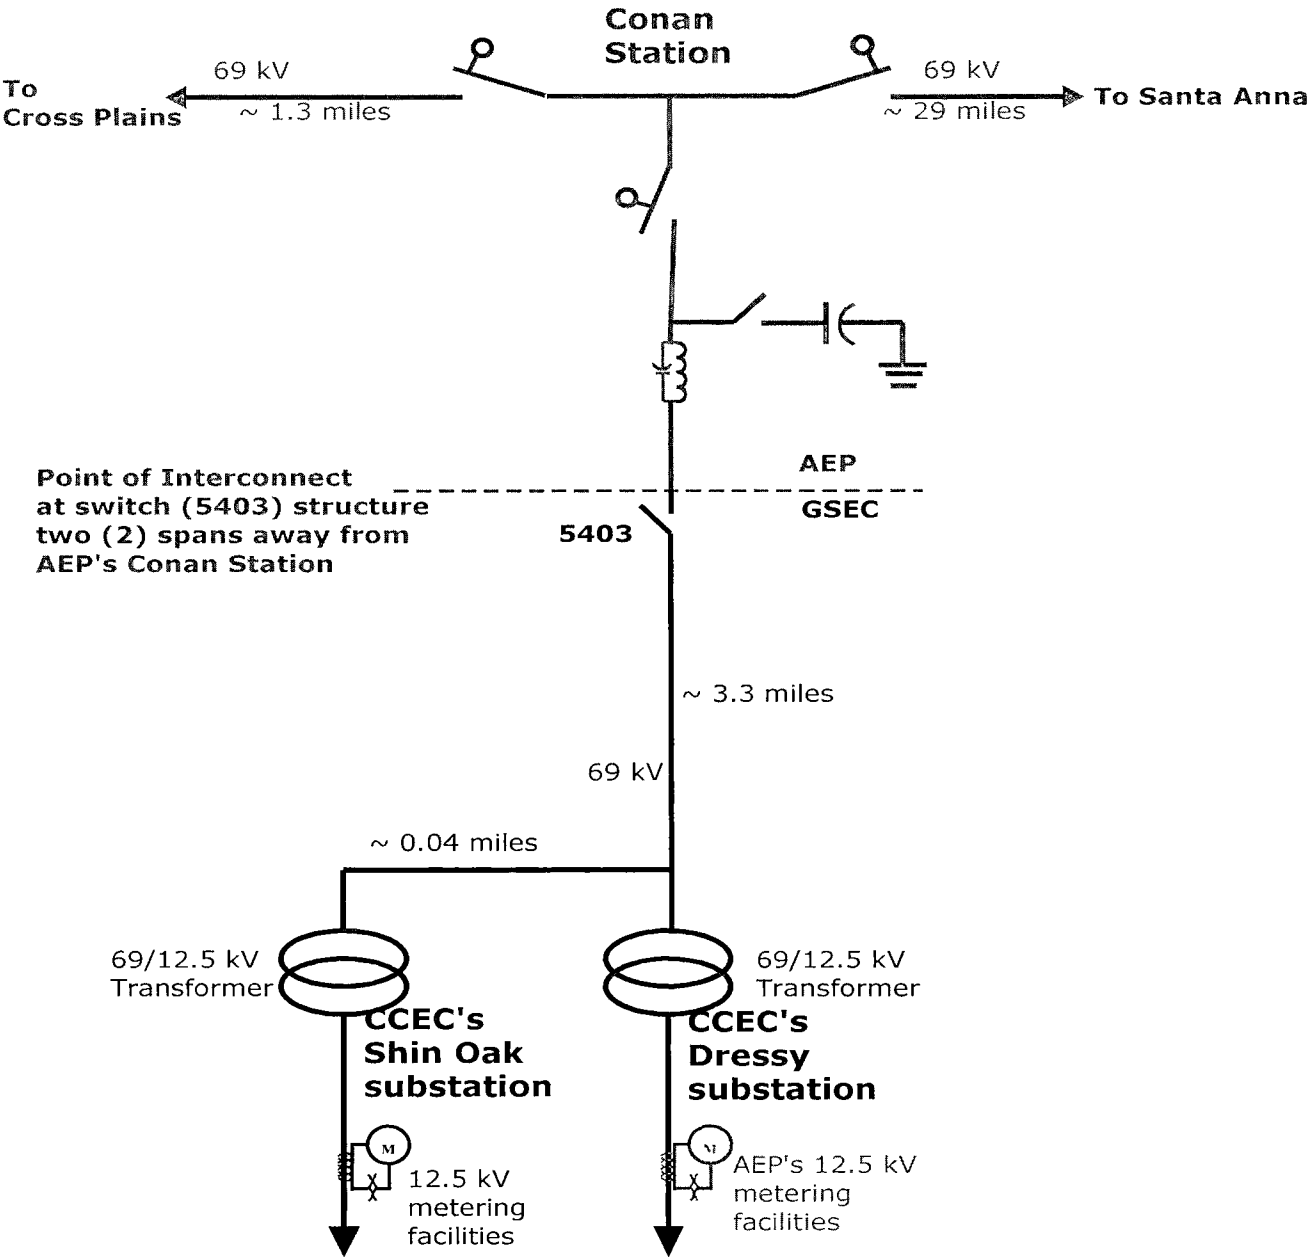 Conan
Station
69 kV
69 kV
To
Cross Plains
~ 1.3 miles
~ 29 miles
To Santa Anna
Point of Interconnect
at switch (5403) structure
two (2) spans away from
AEP's Conan Station
AEP
GSEC
5403
~ 3.3 miles
69 kV
~ 0.04 miles
69/12.5 kV
Transformer
69/12.5 kV
Transformer
CCEC's
Shin Oak
substation
CCEC's
Dressy
substation
M
12.5 kV
metering
facilities
M
AEP's 12.5 kV
metering
facilities